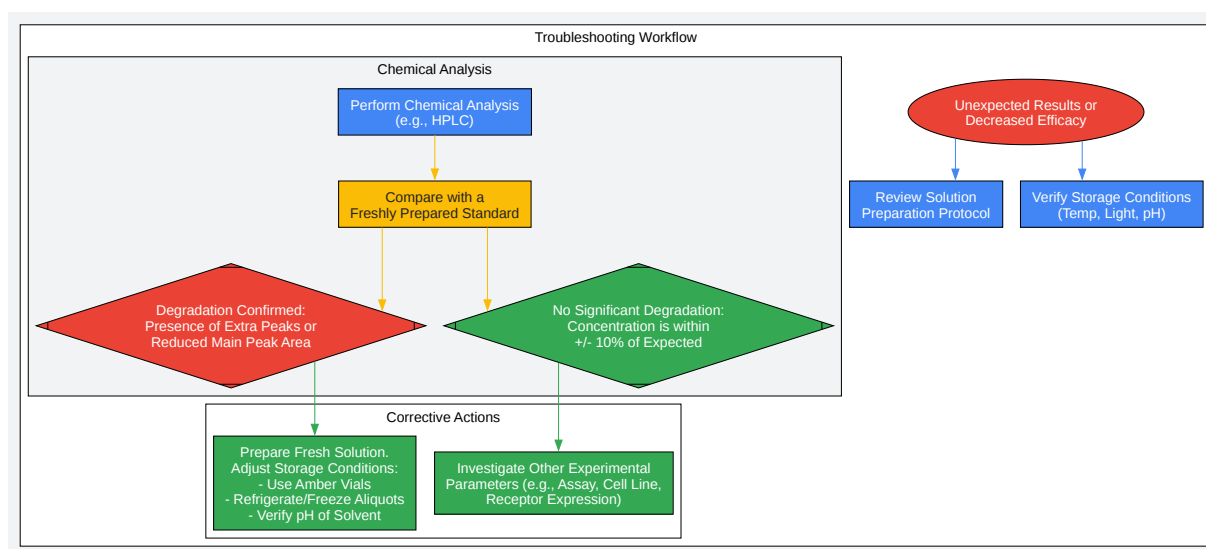 Troubleshooting Workflow
Chemical Analysis
Perform Chemical Analysis
(e.g., HPLC)
Compare with a
Freshly Prepared Standard
Degradation Confirmed:
Presence of Extra Peaks or
Reduced Main Peak Area
No Significant Degradation:
Concentration is within
+/- 10% of Expected
Unexpected Results or
Decreased Efficacy
Review Solution
Preparation Protocol
Verify Storage Conditions
(Temp, Light, pH)
Corrective Actions
Prepare Fresh Solution.
Adjust Storage Conditions:
- Use Amber Vials
- Refrigerate/Freeze Aliquots
- Verify pH of Solvent
Investigate Other Experimental
Parameters (e.g., Assay, Cell Line,
Receptor Expression)